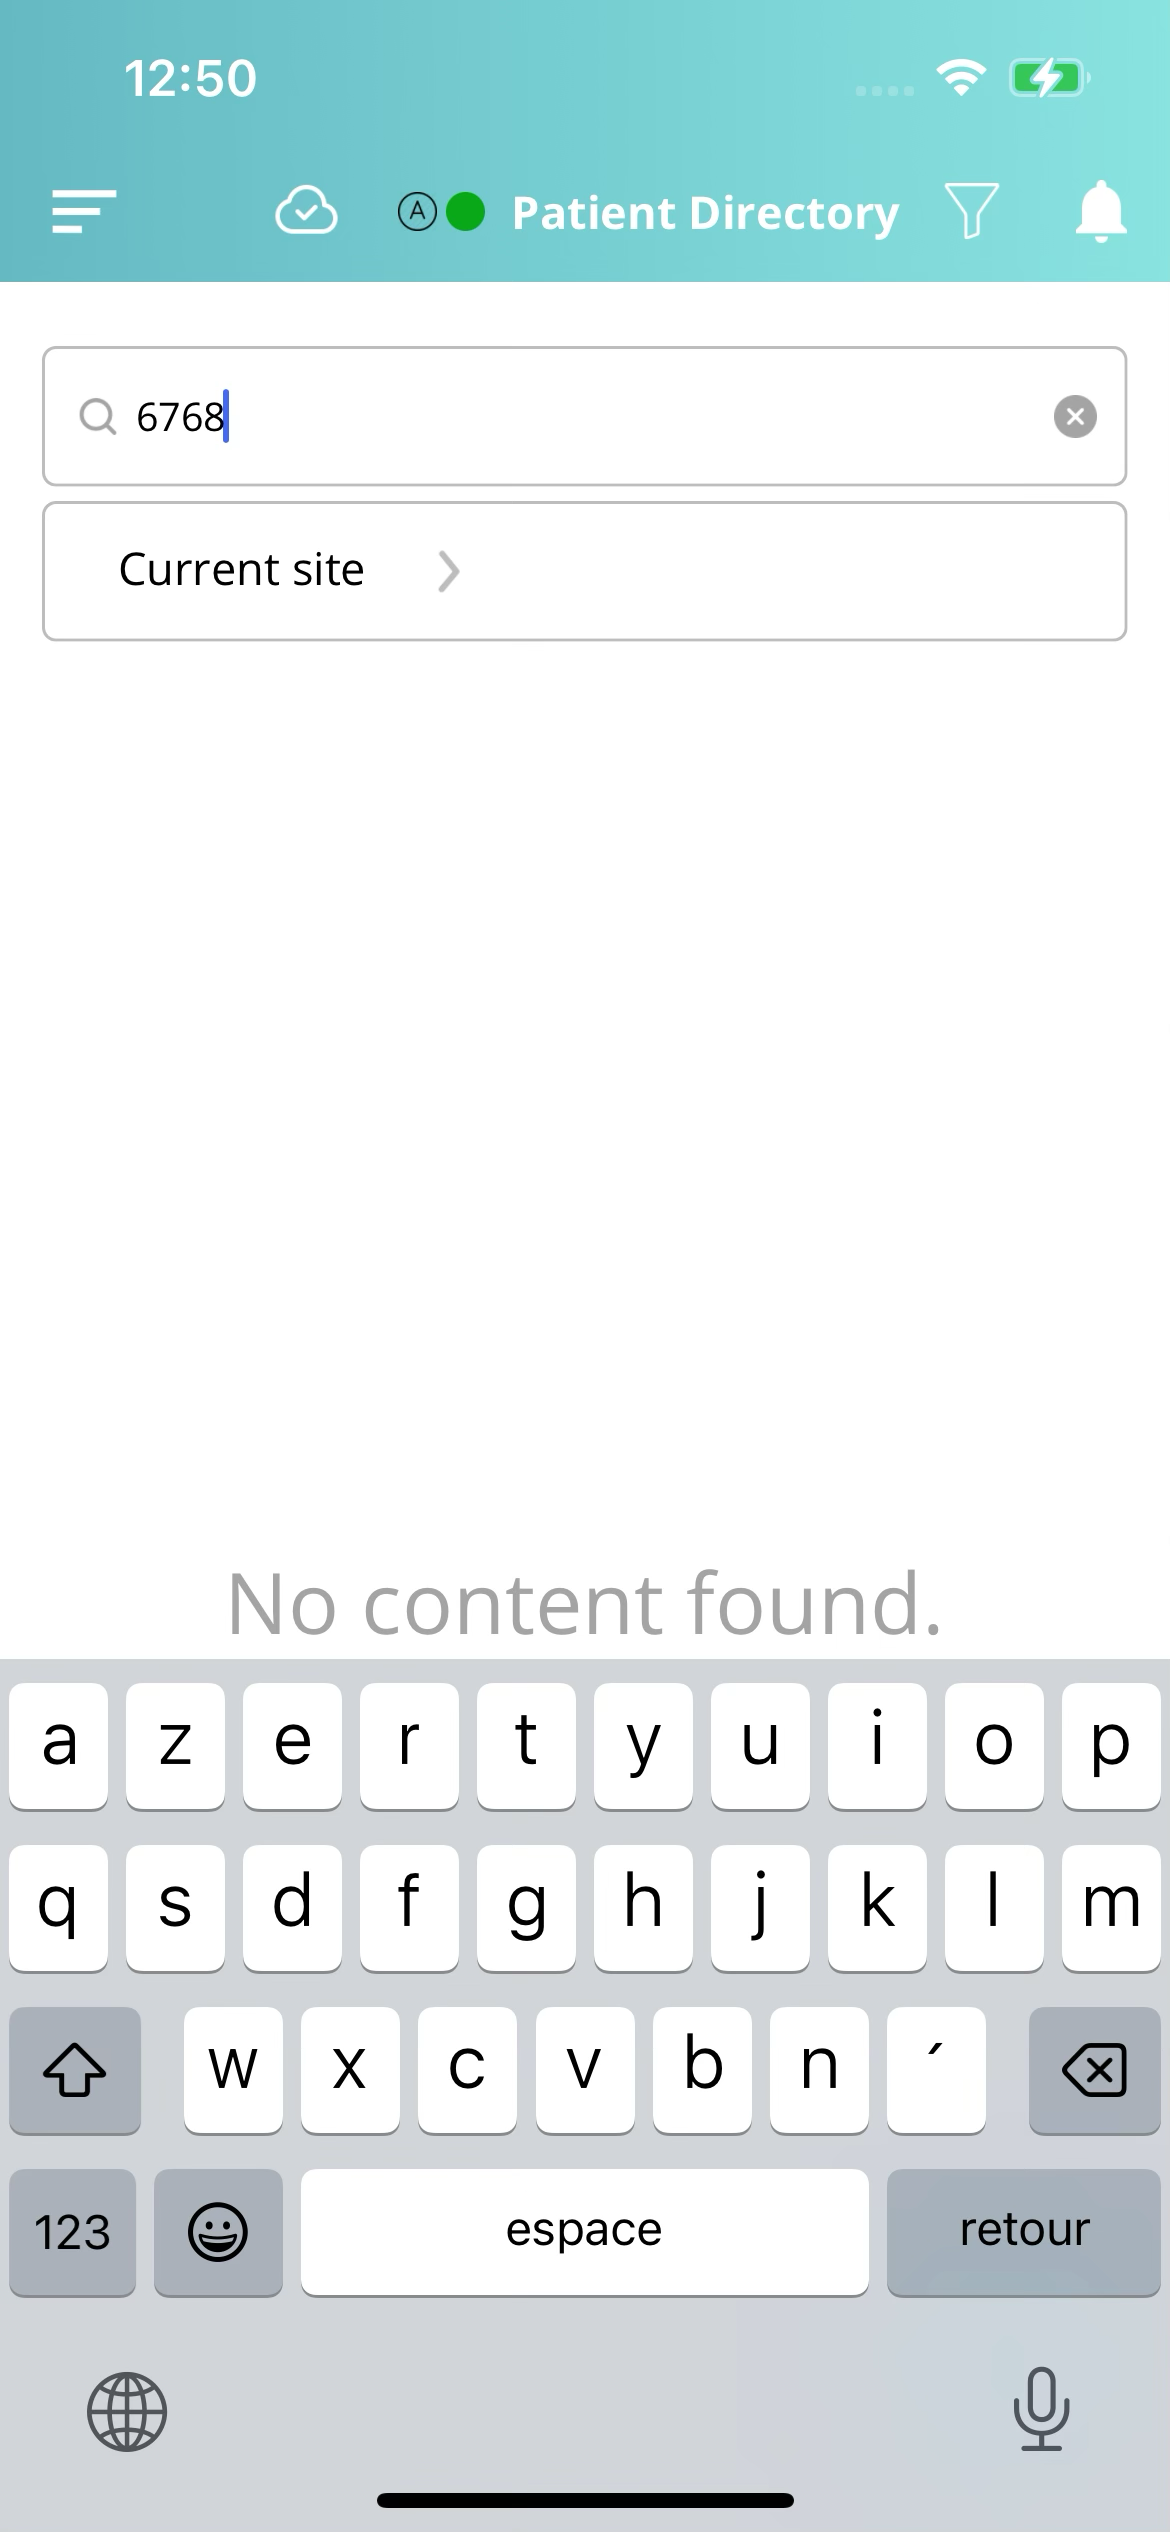 12:50
A Patient Directory
6768
Current site
No content found.
a z e r t y u i o p
q s d f g h j k l m
w x c v b n ´
123 espace retour